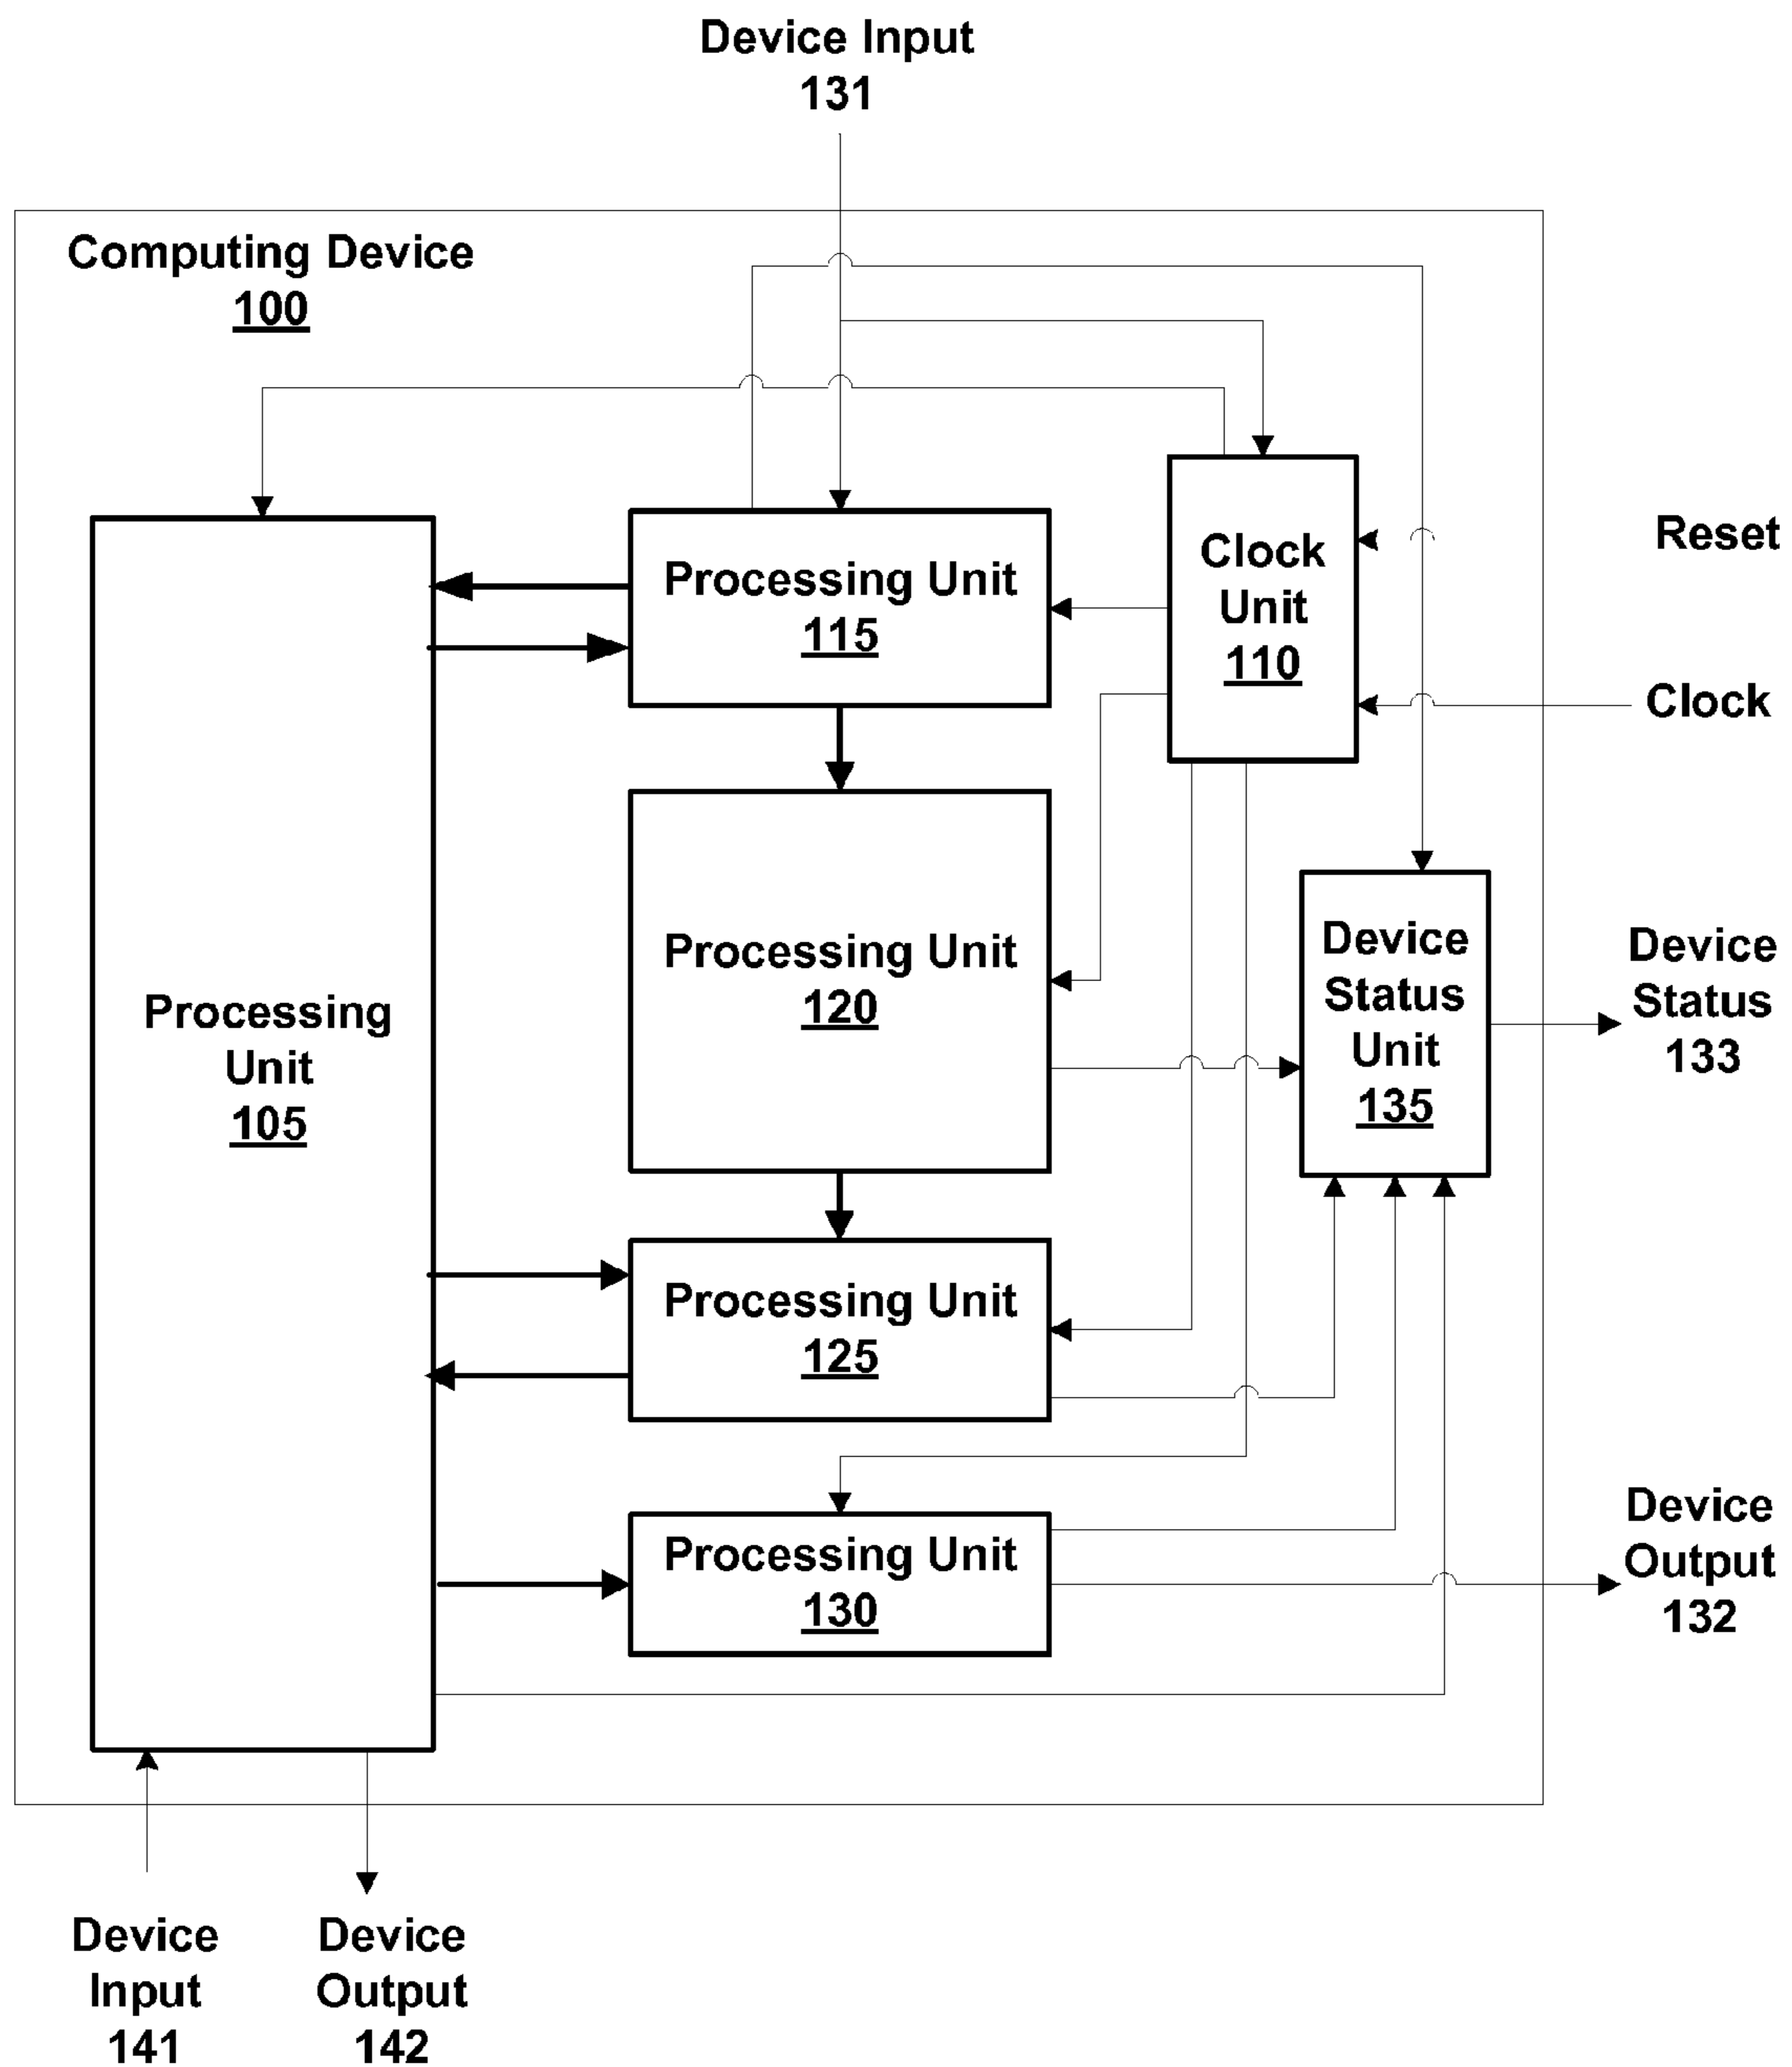 Device Input
131
Computing Device
100
Reset
Clock
Unit
110
Processing Unit
115
Clock
Processing Unit
120
Device
Status
Unit
135
Device
Status
133
Processing
Unit
105
Processing Unit
125
Processing Unit
130
Device
Output
132
Device
Input
141
Device
Output
142